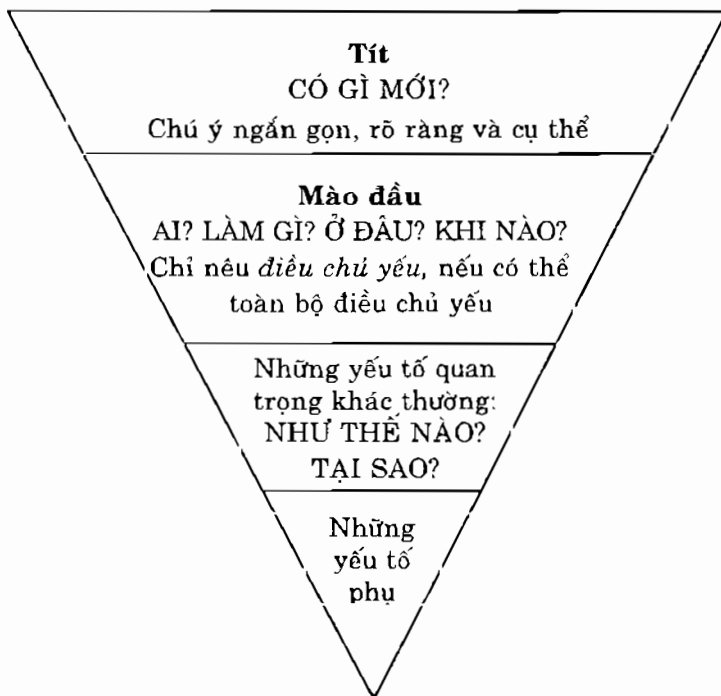 Tít
CÓ GÌ MỚI?
Chú ý ngắn gọn, rõ ràng và cụ thể
Mào đầu
AI? LÀM GÌ? Ở ĐÂU? KHI NÀO?
Chỉ nêu điều chủ yếu, nếu có thể
toàn bộ điều chủ yếu
Những yếu tố quan
trọng khác thường:
NHƯ THẾ NÀO?
TẠI SAO?
Những
yếu tố
phụ